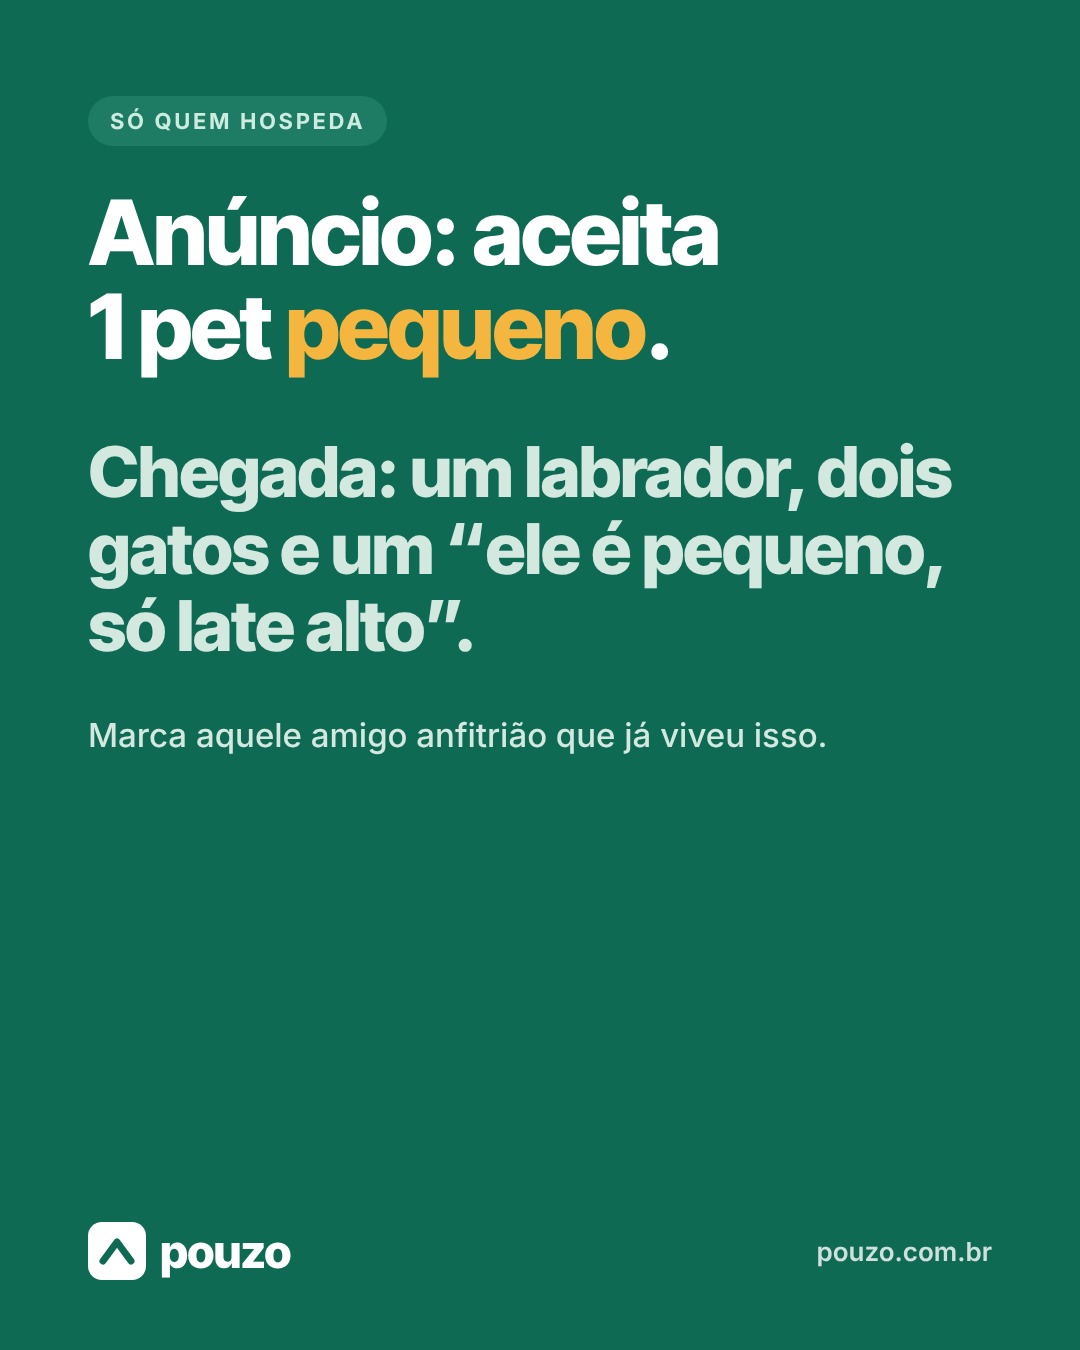 SÓ QUEM HOSPEDA
Anúncio: aceita
1 pet pequeno.
Chegada: um labrador, dois
gatos e um “ele é pequeno,
só late alto”.
Marca aquele amigo anfitrião que já viveu isso.
pouzo
pouzo.com.br